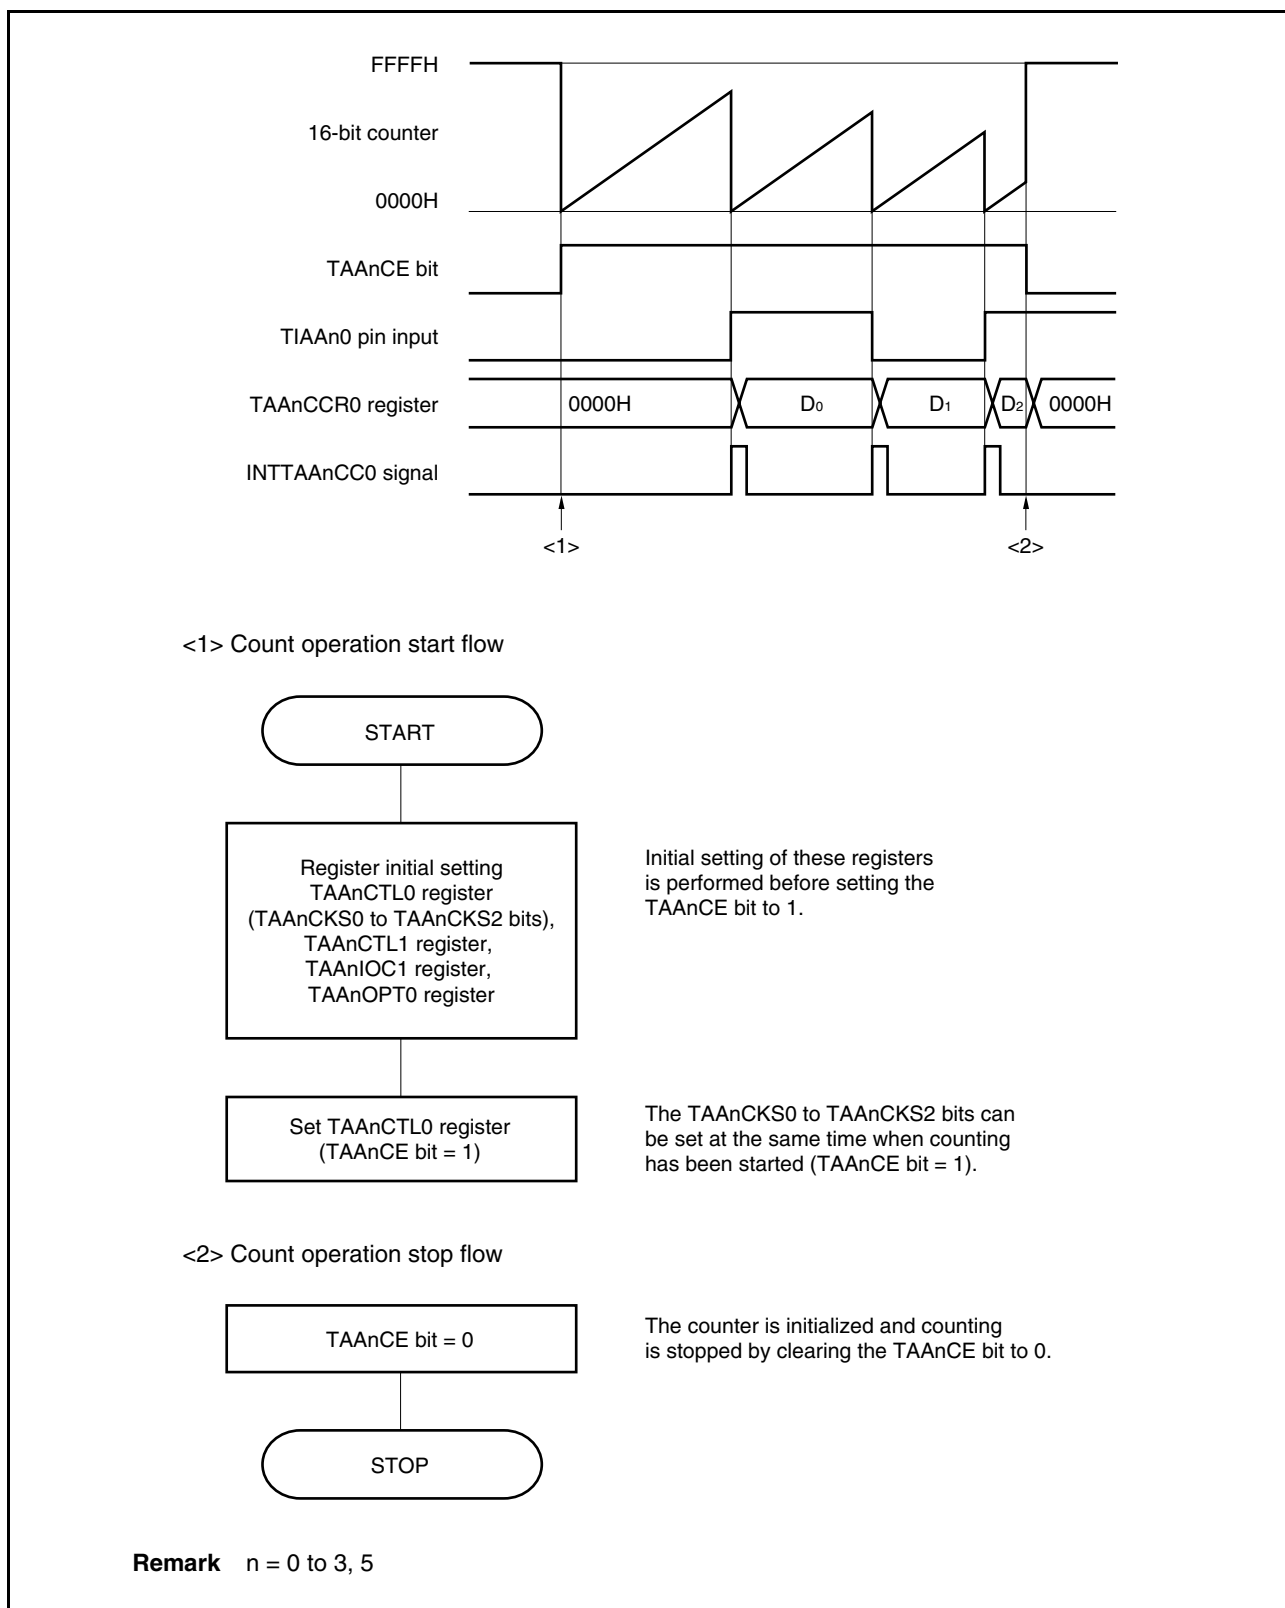 FFFFH
16-bit counter
0000H
TAAnCE bit
TIAAn0 pin input
TAAnCCR0 register 0000H D0 D1 D2 0000H
INTTAAnCC0 signal
<1> <2>
<1> Count operation start flow
START
Register initial setting
TAAnCTL0 register
(TAAnCKS0 to TAAnCKS2 bits),
TAAnCTL1 register,
TAAnIOC1 register,
TAAnOPT0 register
Initial setting of these registers
is performed before setting the
TAAnCE bit to 1.
Set TAAnCTL0 register
(TAAnCE bit = 1)
The TAAnCKS0 to TAAnCKS2 bits can
be set at the same time when counting
has been started (TAAnCE bit = 1).
<2> Count operation stop flow
TAAnCE bit = 0
The counter is initialized and counting
is stopped by clearing the TAAnCE bit to 0.
STOP
Remark n = 0 to 3, 5